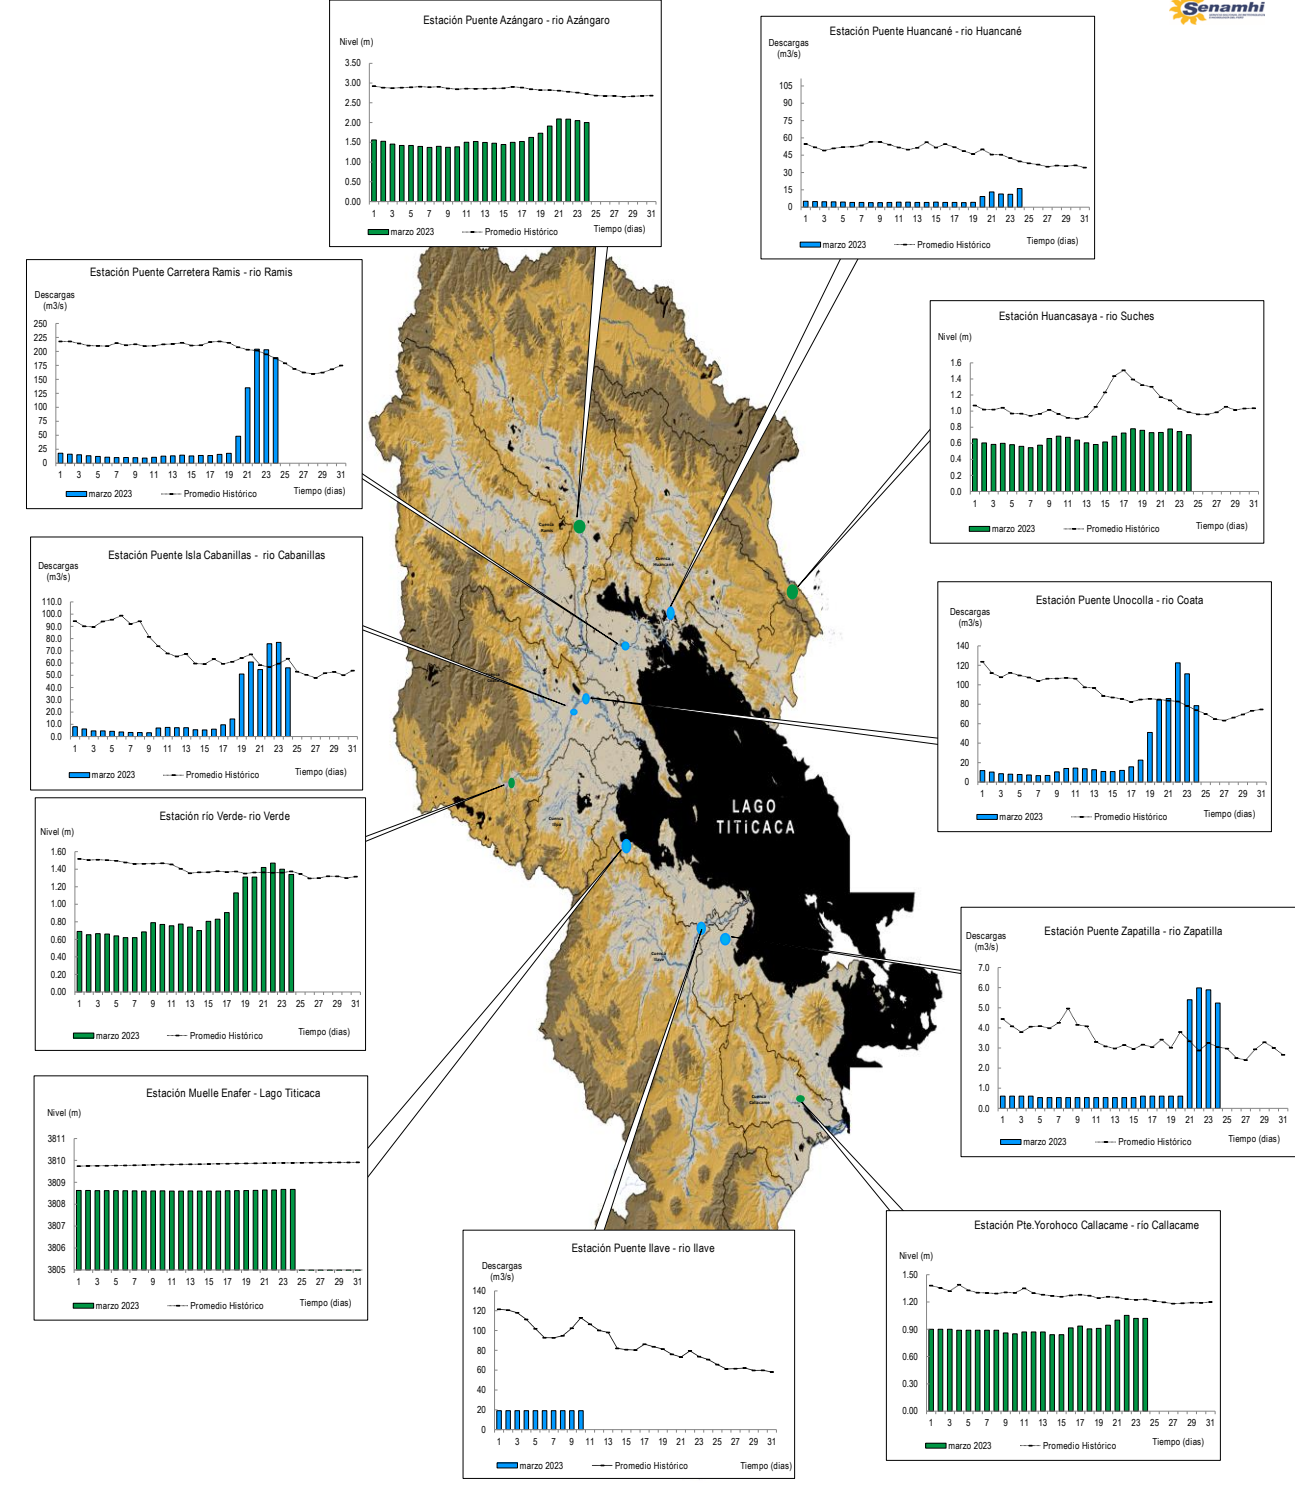 Senamhi
Estación Puente Azángaro - rio Azángaro
Nivel (m)
3.50
3.00
2.50
2.00
1.50
1.00
0.50
0.00
1 3 5 7 9 11 13 15 17 19 21 23 25 27 29 31
marzo 2023 Promedio Histórico Tiempo (dias)
Estación Puente Huancané - rio Huancané
Descargas
(m3/s)
105
90
75
60
45
30
15
0
1 3 5 7 9 11 13 15 17 19 21 23 25 27 29 31
marzo 2023 Promedio Histórico Tiempo (dias)
Estación Puente Carretera Ramis - rio Ramis
Descargas
(m3/s)
250
225
200
175
150
125
100
75
50
25
0
1 3 5 7 9 11 13 15 17 19 21 23 25 27 29 31
marzo 2023 Promedio Histórico Tiempo (dias)
Estación Huancasaya - rio Suches
Nivel (m)
1.6
1.4
1.2
1.0
0.8
0.6
0.4
0.2
0.0
1 3 5 7 9 11 13 15 17 19 21 23 25 27 29 31
marzo 2023 Promedio Histórico Tiempo (dias)
Estación Puente Isla Cabanillas - rio Cabanillas
Descargas
(m3/s)
110.0
100.0
90.0
80.0
70.0
60.0
50.0
40.0
30.0
20.0
10.0
0.0
1 3 5 7 9 11 13 15 17 19 21 23 25 27 29 31
marzo 2023 Promedio Histórico Tiempo (dias)
Estación Puente Unocolla - rio Coata
Descargas
(m3/s)
140
120
100
80
60
40
20
0
1 3 5 7 9 11 13 15 17 19 21 23 25 27 29 31
marzo 2023 Promedio Histórico Tiempo (dias)
Cuenca
Ramis
Cuenca
Huancané
LAGO
TITICACA
Cuenca
Cuenca
Ilave
Cuenca
Callacame
Estación río Verde- rio Verde
Nivel (m)
1.60
1.40
1.20
1.00
0.80
0.60
0.40
0.20
0.00
1 3 5 7 9 11 13 15 17 19 21 23 25 27 29 31
marzo 2023 Promedio Histórico Tiempo (dias)
Estación Puente Zapatilla - rio Zapatilla
Descargas
(m3/s)
7.0
6.0
5.0
4.0
3.0
2.0
1.0
0.0
1 3 5 7 9 11 13 15 17 19 21 23 25 27 29 31
marzo 2023 Promedio Histórico Tiempo (dias)
Estación Muelle Enafer - Lago Titicaca
Nivel (m)
3811
3810
3809
3808
3807
3806
3805
1 3 5 7 9 11 13 15 17 19 21 23 25 27 29 31
marzo 2023 Promedio Histórico Tiempo (dias)
Estación Puente Ilave - rio Ilave
Descargas
(m3/s)
140
120
100
80
60
40
20
0
1 3 5 7 9 11 13 15 17 19 21 23 25 27 29 31
marzo 2023 Promedio Histórico Tiempo (dias)
Estación Pte.Yorohoco Callacame - río Callacame
Nivel (m)
1.50
1.20
0.90
0.60
0.30
0.00
1 3 5 7 9 11 13 15 17 19 21 23 25 27 29 31
marzo 2023 Promedio Histórico Tiempo (dias)